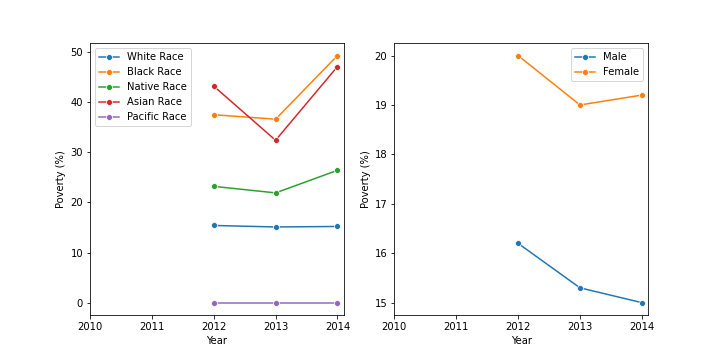 White Race
Black Race
Native Race
Asian Race
Pacific Race
50
40
30
20
10
0
Poverty (%)
2010 2011 2012 2013 2014
Year
Male
Female
20
19
18
17
16
15
Poverty (%)
2010 2011 2012 2013 2014
Year